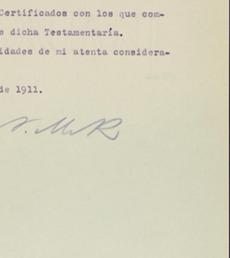 Certificados con los que com-
s dicha Testamentaría.
idades de mi atenta considera-
de 1911.